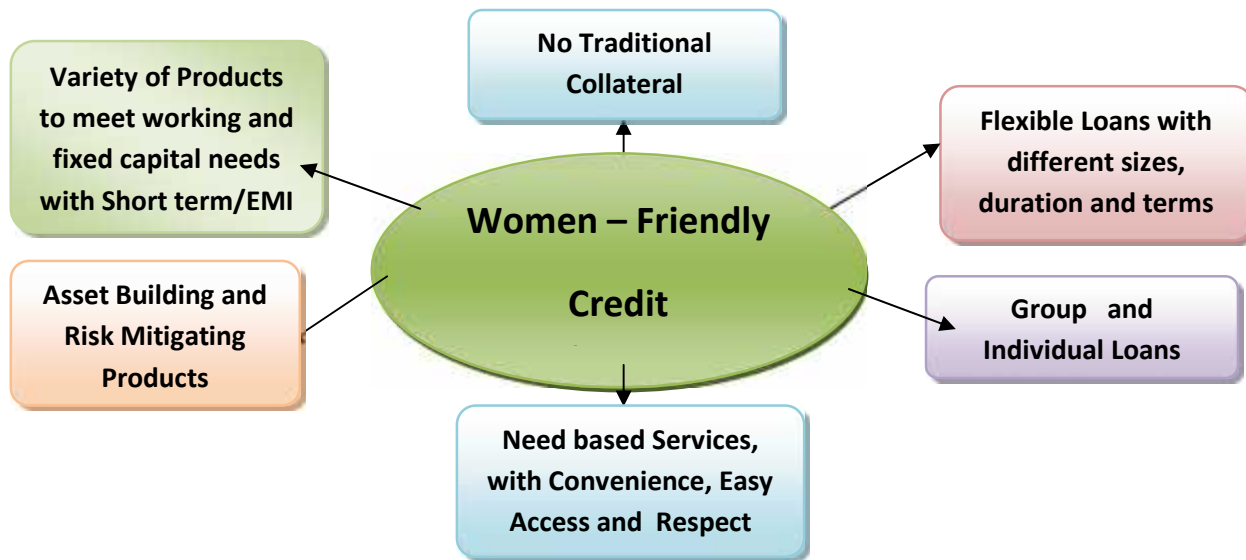 No Traditional
Collateral
Variety of Products
to meet working and
fixed capital needs
with Short term/EMI
Flexible Loans with
different sizes,
duration and terms
Women – Friendly
Credit
Asset Building and
Risk Mitigating
Products
Group and
Individual Loans
Need based Services,
with Convenience, Easy
Access and Respect